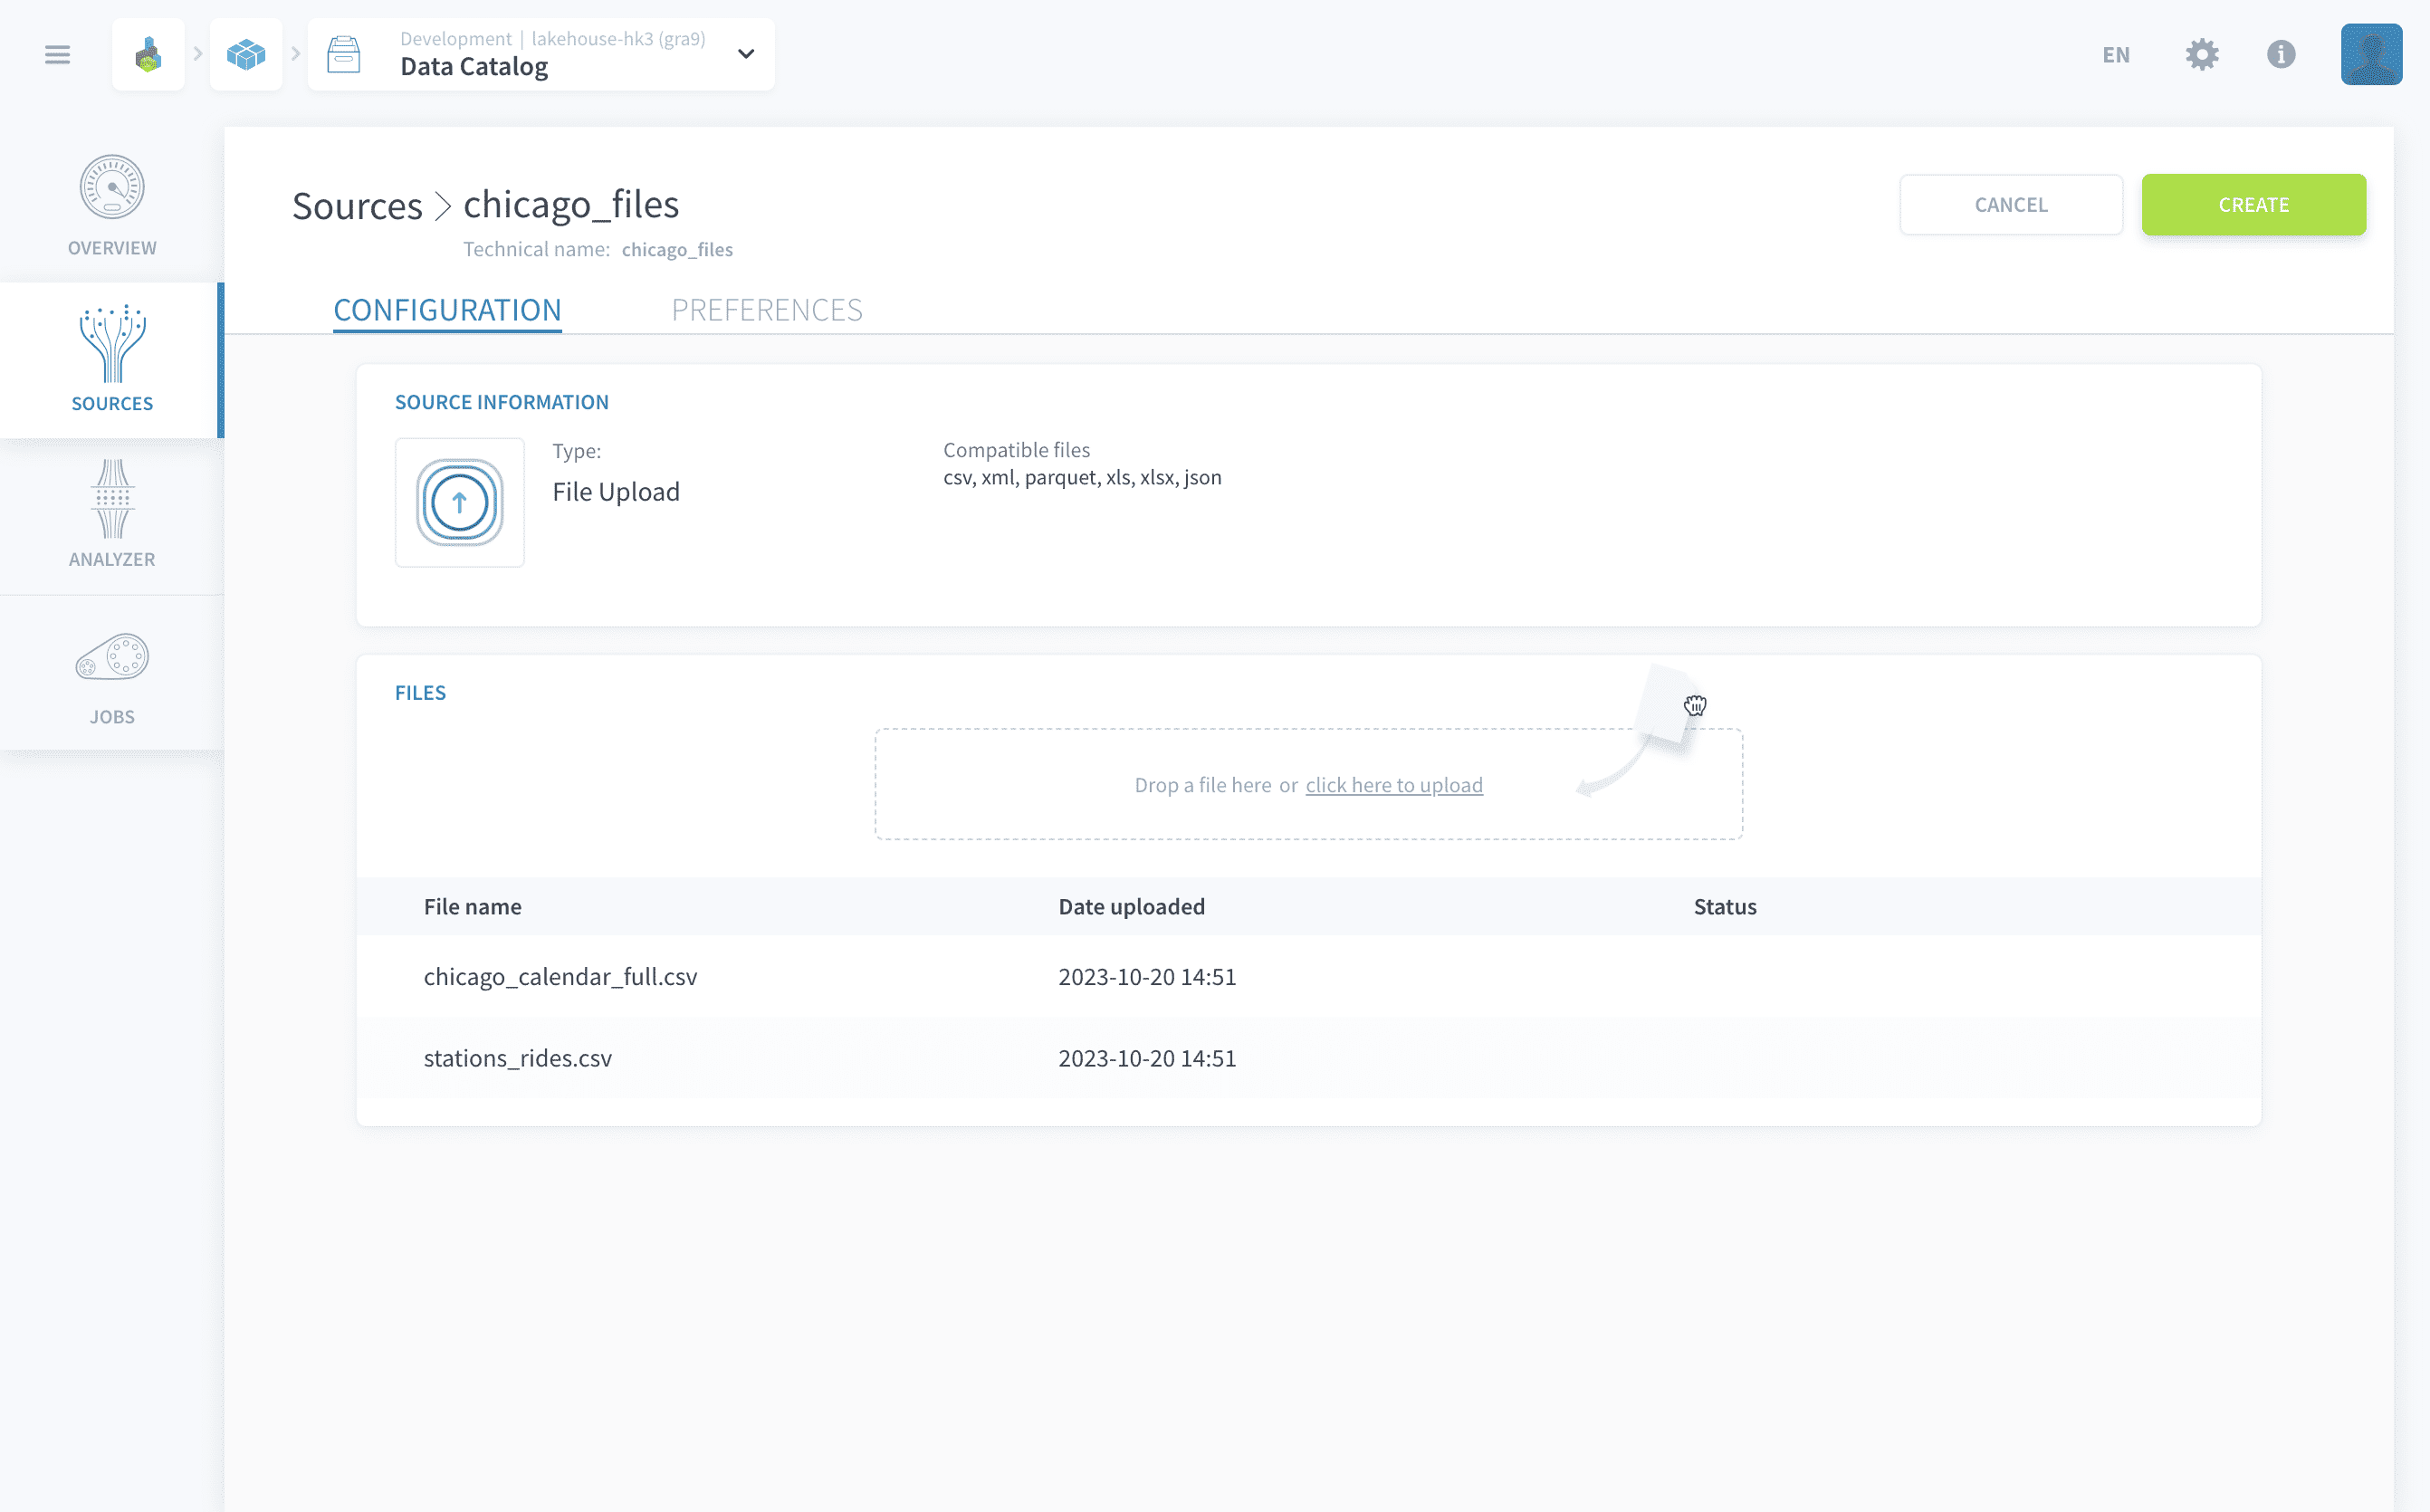 Development | lakehouse-hk3 (gra9)
Data Catalog
EN
OVERVIEW
SOURCES
ANALYZER
JOBS
Sources > chicago_files
Technical name: chicago_files
CANCEL
CREATE
CONFIGURATION
PREFERENCES
SOURCE INFORMATION
Type:
File Upload
Compatible files
csv, xml, parquet, xls, xlsx, json
FILES
Drop a file here or click here to upload
File name Date uploaded Status
chicago_calendar_full.csv 2023-10-20 14:51
stations_rides.csv 2023-10-20 14:51